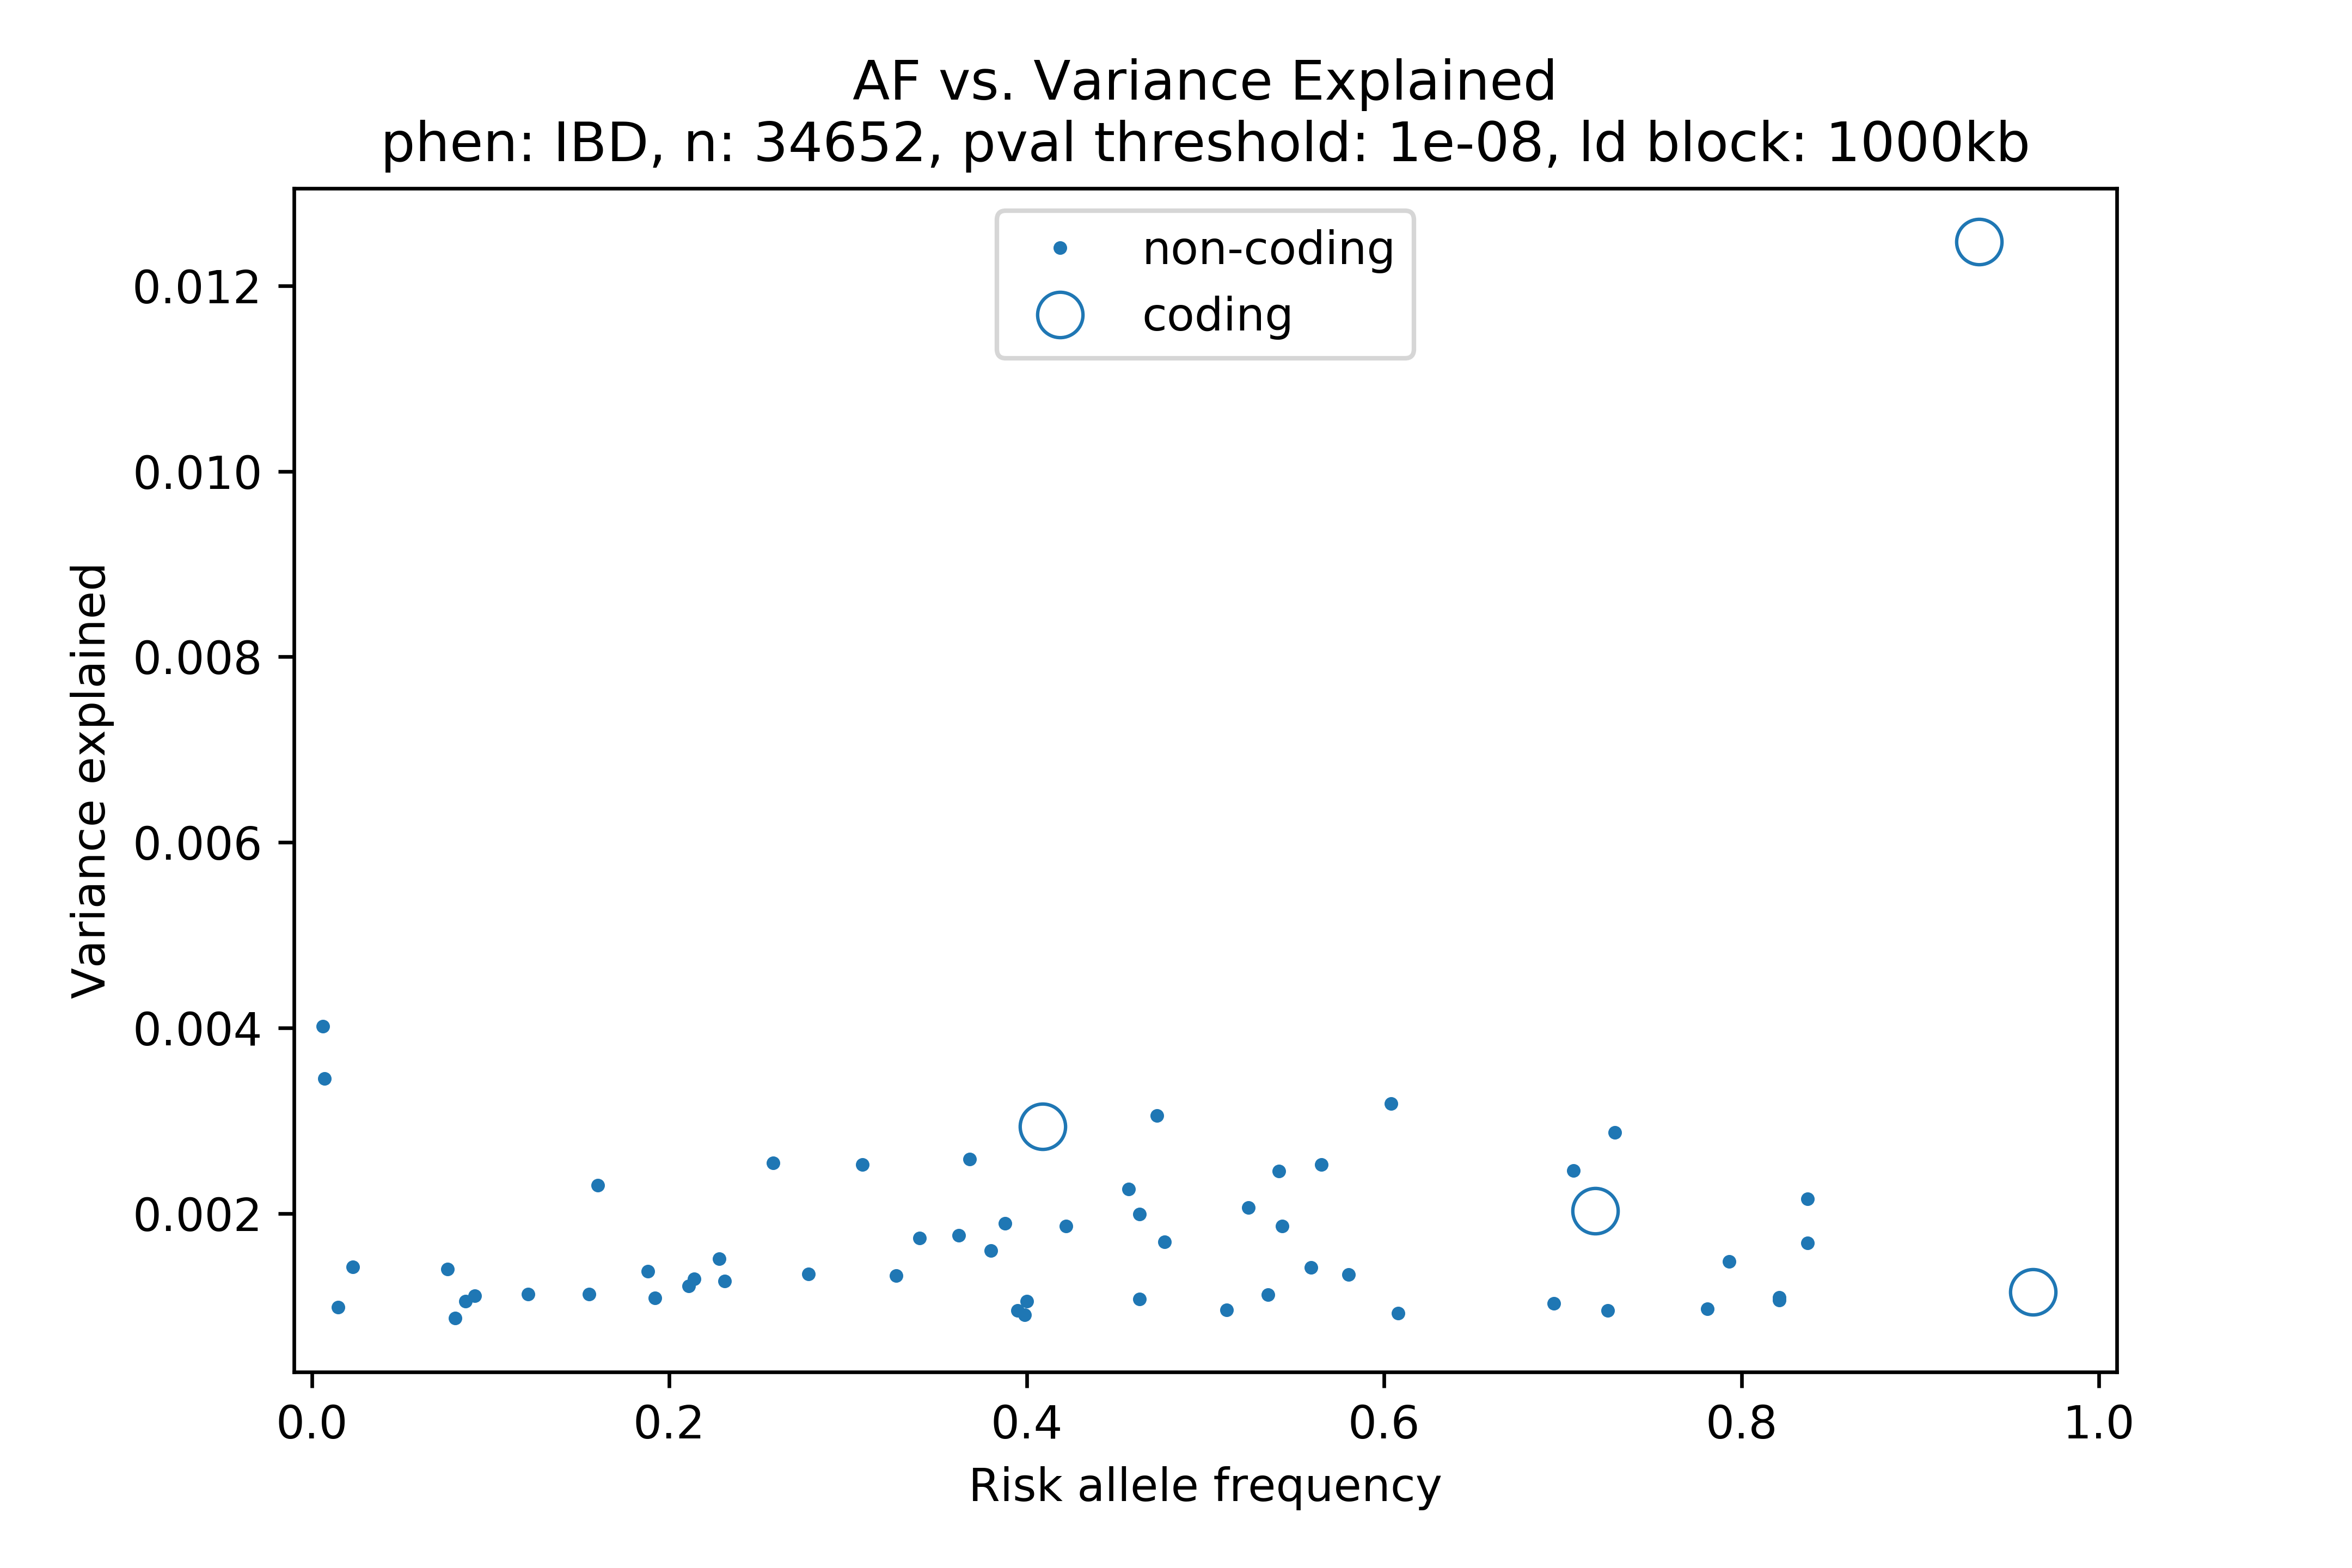 AF vs. Variance Explained
phen: IBD, n: 34652, pval threshold: 1e-08, ld block: 1000kb
non-coding
coding
0.012
0.010
0.008
0.006
0.004
0.002
Variance explained
0.0 0.2 0.4 0.6 0.8 1.0
Risk allele frequency